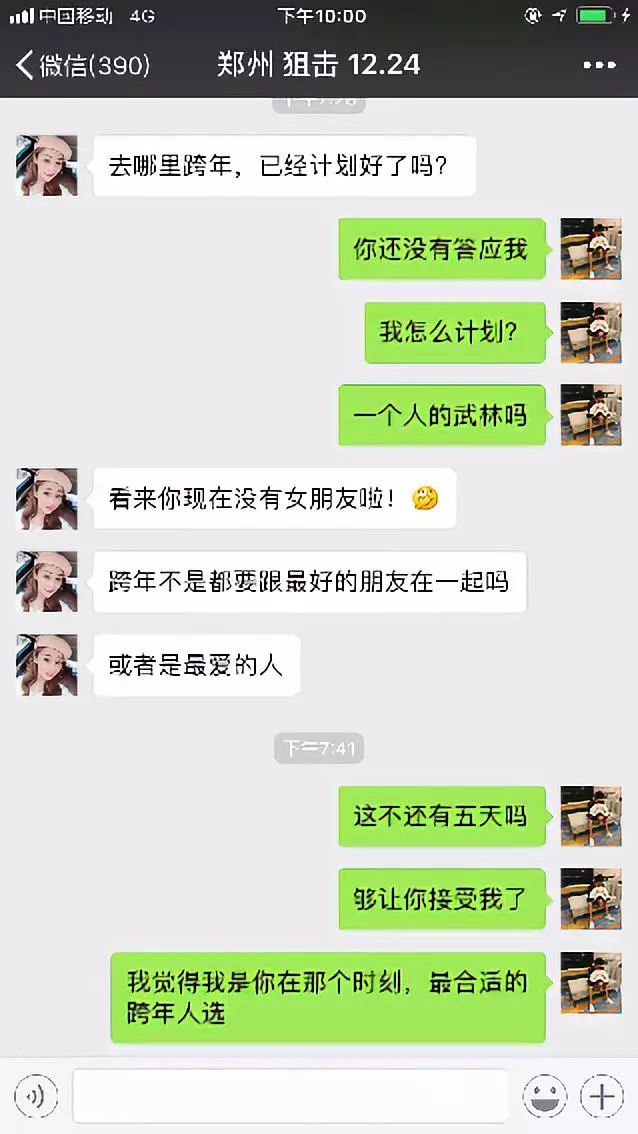 中国移动 4G 下午10:00
微信(390) 郑州 狙击 12.24
去哪里跨年，已经计划好了吗？
你还没有答应我
我怎么计划？
一个人的武林吗
看来你现在没有女朋友啦！
跨年不是都要跟最好的朋友在一起吗
或者是最爱的人
下午7:41
这不还有五天吗
够让你接受我了
我觉得我是你在那个时刻，最合适的
跨年人选